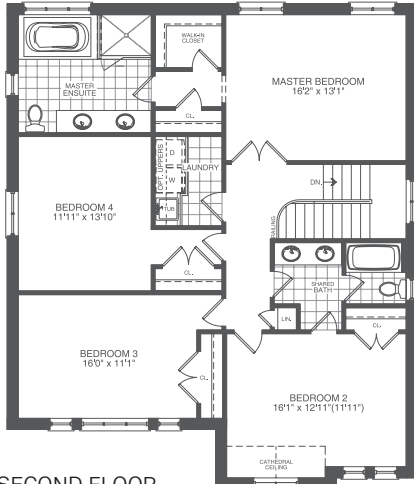 WALK-IN
CLOSET
MASTER
ENSUITE
MASTER BEDROOM
16'2" x 13'1"
CL.
D
OPT. UPPERS
LAUNDRY
W
TUB
DN.
BEDROOM 4
11'11" x 13'10"
RAILING
CL.
SHARED
BATH
LIN.
CL.
BEDROOM 3
16'0" x 11'1"
CL.
BEDROOM 2
16'1" x 12'11"(11'11")
CATHEDRAL
CEILING
SECOND FLOOR